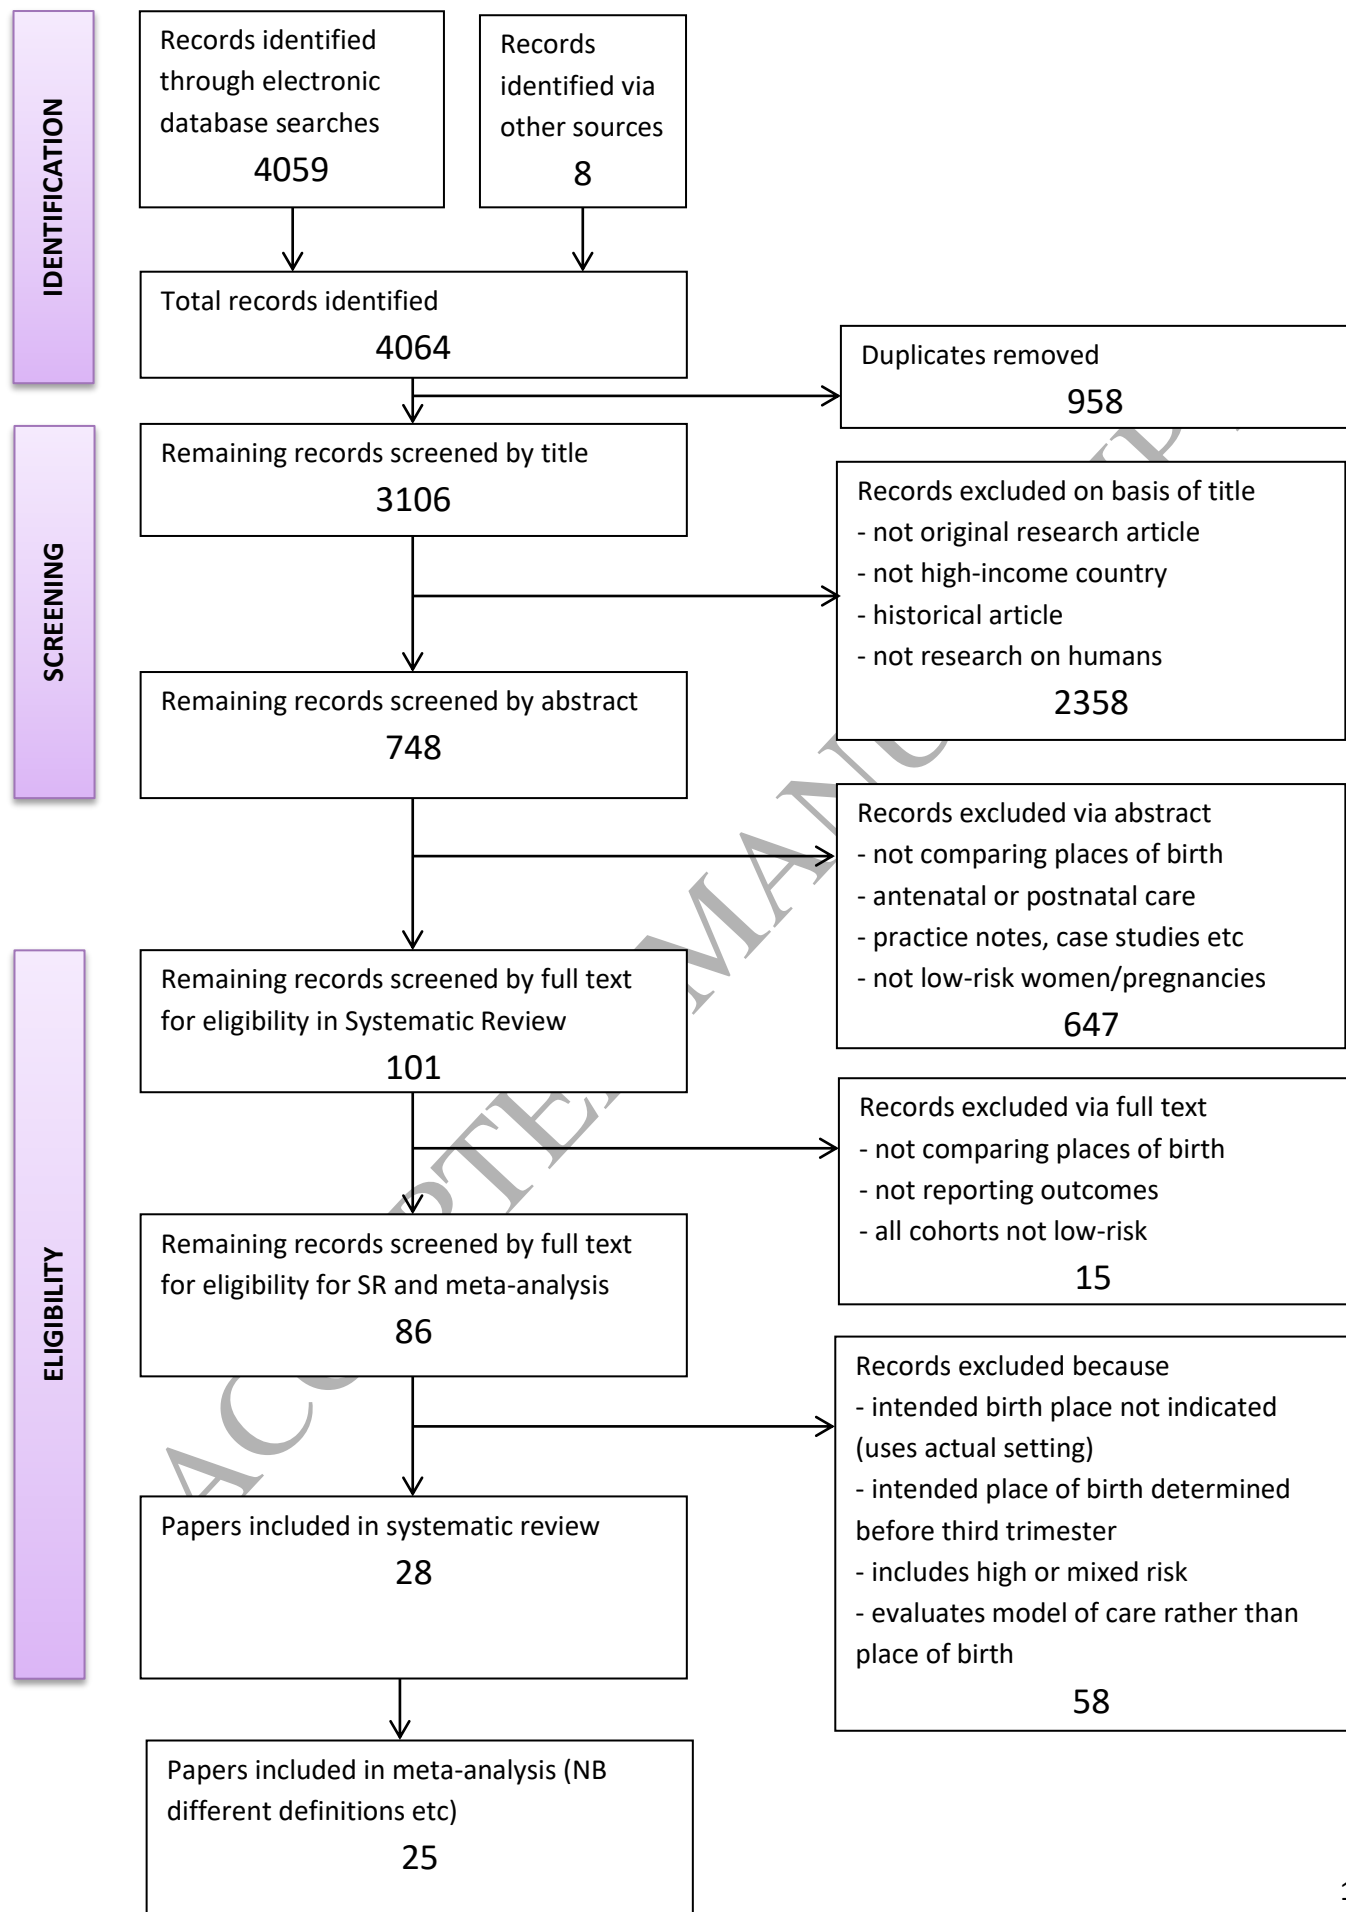 IDENTIFICATION
Records identified
through electronic
database searches
4059
Records
identified via
other sources
8
Total records identified
4064
Duplicates removed
958
SCREENING
Remaining records screened by title
3106
Records excluded on basis of title
- not original research article
- not high-income country
- historical article
- not research on humans
2358
Remaining records screened by abstract
748
Records excluded via abstract
- not comparing places of birth
- antenatal or postnatal care
- practice notes, case studies etc
- not low-risk women/pregnancies
647
ELIGIBILITY
Remaining records screened by full text
for eligibility in Systematic Review
101
Records excluded via full text
- not comparing places of birth
- not reporting outcomes
- all cohorts not low-risk
15
Remaining records screened by full text
for eligibility for SR and meta-analysis
86
Records excluded because
- intended birth place not indicated
(uses actual setting)
- intended place of birth determined
before third trimester
- includes high or mixed risk
- evaluates model of care rather than
place of birth
58
Papers included in systematic review
28
Papers included in meta-analysis (NB
different definitions etc)
25
1